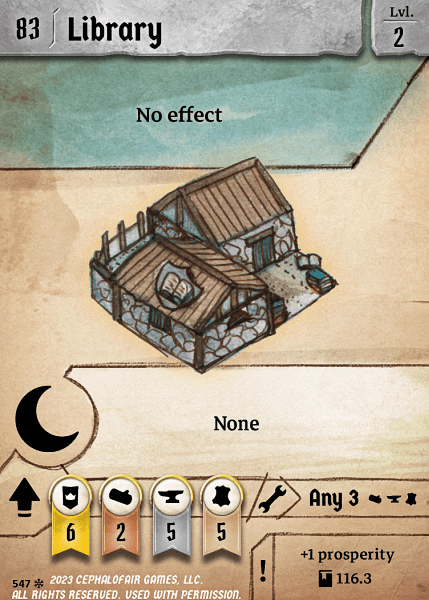 83 Library
Lvl.
2
No effect
None
6 2 5 5
Any 3
+1 prosperity
116.3
!
547 2023 CEPHALOFAIR GAMES, LLC.
ALL RIGHTS RESERVED. USED WITH PERMISSION.